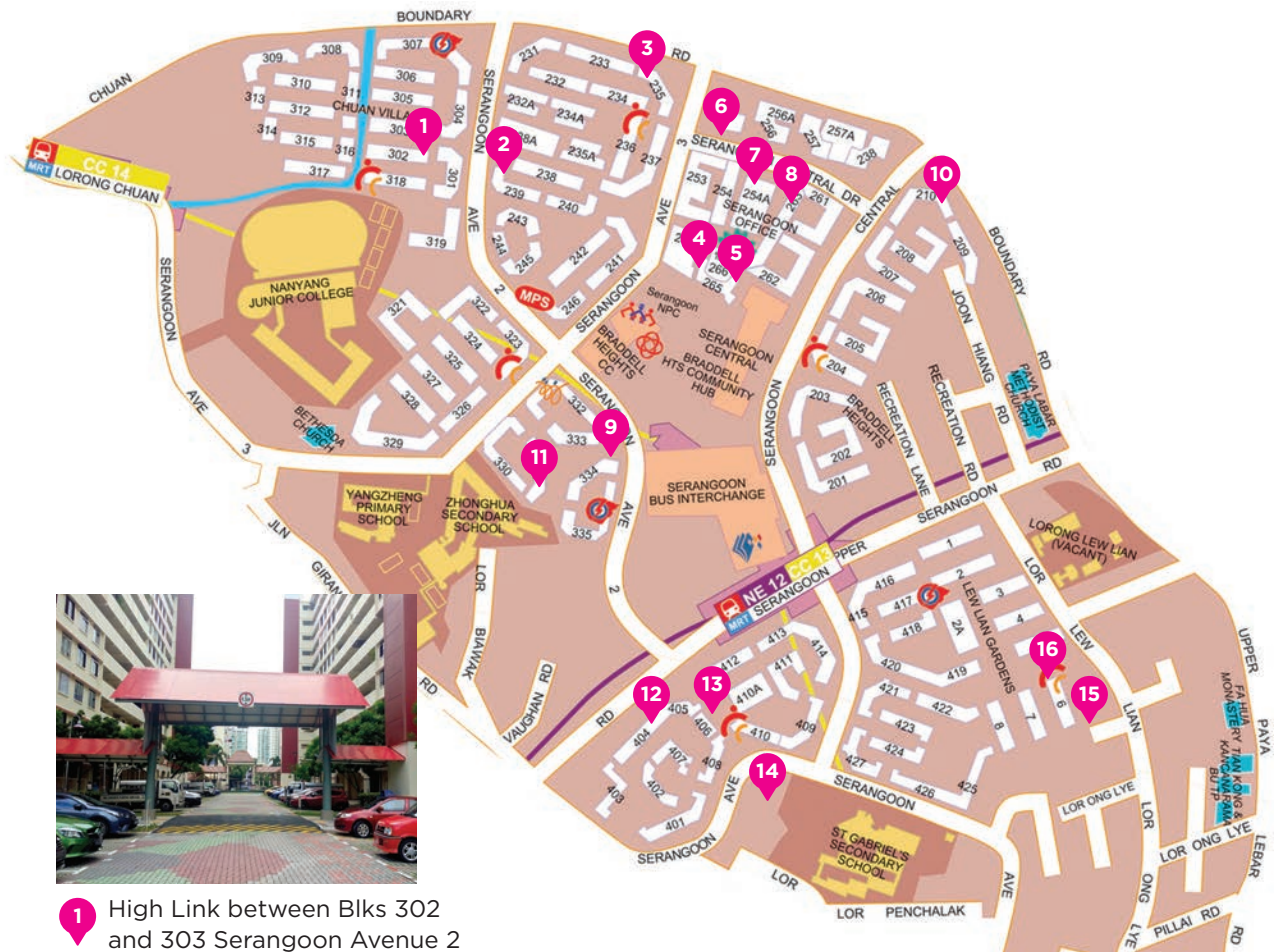 BOUNDARY
RD
CHUAN
309
308
307
310
306
313
311
305
304
312
CHUAN VILLA
314
315
316
302
301
317
318
319
1
CC 14
MRT
LORONG CHUAN
SERANGOON
AVE
3
NANYANG
JUNIOR COLLEGE
SERANGOON
AVE
2
231
233
3
232
234
235
232A
234A
236
237
235A
2
238
239
240
243
244
245
242
241
246
MPS
SERANGOON
AVE
3
6
256A
256
257
257A
238
7
8
253
254
254A
261
SERANGOON
OFFICE
CENTRAL
DR
4
5
266
265
262
Serangoon
NPC
BRADDELL
HEIGHTS
CC
SERANGOON
CENTRAL
BRADDELL
HTS COMMUNITY
HUB
SERANGOON
CENTRAL
10
210
209
208
207
206
205
204
203
202
201
BRADDELL
HEIGHTS
BOUNDARY
RD
JOON
HIANG
RD
RECREATION
RD
RECREATION
LANE
PAYA LABAR
METHODIST
CHURCH
321
322
323
324
325
327
326
328
329
BETHESDA
CHURCH
332
333
9
11
330
334
335
AVE
2
YANGZHENG
PRIMARY
SCHOOL
ZHONGHUA
SECONDARY
SCHOOL
SERANGOON
BUS INTERCHANGE
NE 12
CC 13
MRT
SERANGOON
SERANGOON
RD
JLN
RD
LOR
BIAWAK
VAUGHAN RD
RD
LORONG LEW LIAN
(VACANT)
1
2
3
4
2A
416
415
417
418
420
419
LEW LIAN GARDENS
421
422
423
424
427
426
425
8
7
6
16
15
LOR
LEW
LIAN
UPPER
PAYA
LEBAR
RD
412
413
414
411
410A
13
12
405
404
406
410
409
407
408
402
403
401
14
SERANGOON
AVE
SERANGOON
AVE
ST GABRIEL'S
SECONDARY
SCHOOL
LOR
LOR PENCHALAK
LOR ONG LYE
LOR
ONG
LYE
LOR ONG LYE
PILLAI RD
1 High Link between Blks 302
and 303 Serangoon Avenue 2